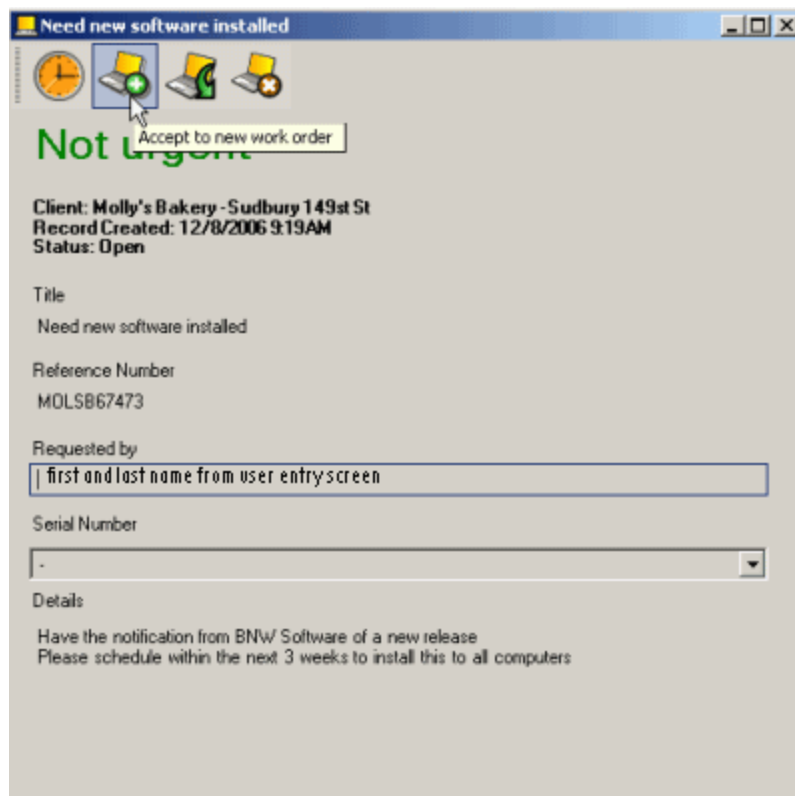 Need new software installed
Accept to new work order
Not urgent
Client: Molly's Bakery - Sudbury 149st St
Record Created: 12/8/2006 9:19AM
Status: Open
Title
Need new software installed
Reference Number
MOLSB67473
Requested by
first and last name from user entry screen
Serial Number
-
Details
Have the notification from BNW Software of a new release
Please schedule within the next 3 weeks to install this to all computers